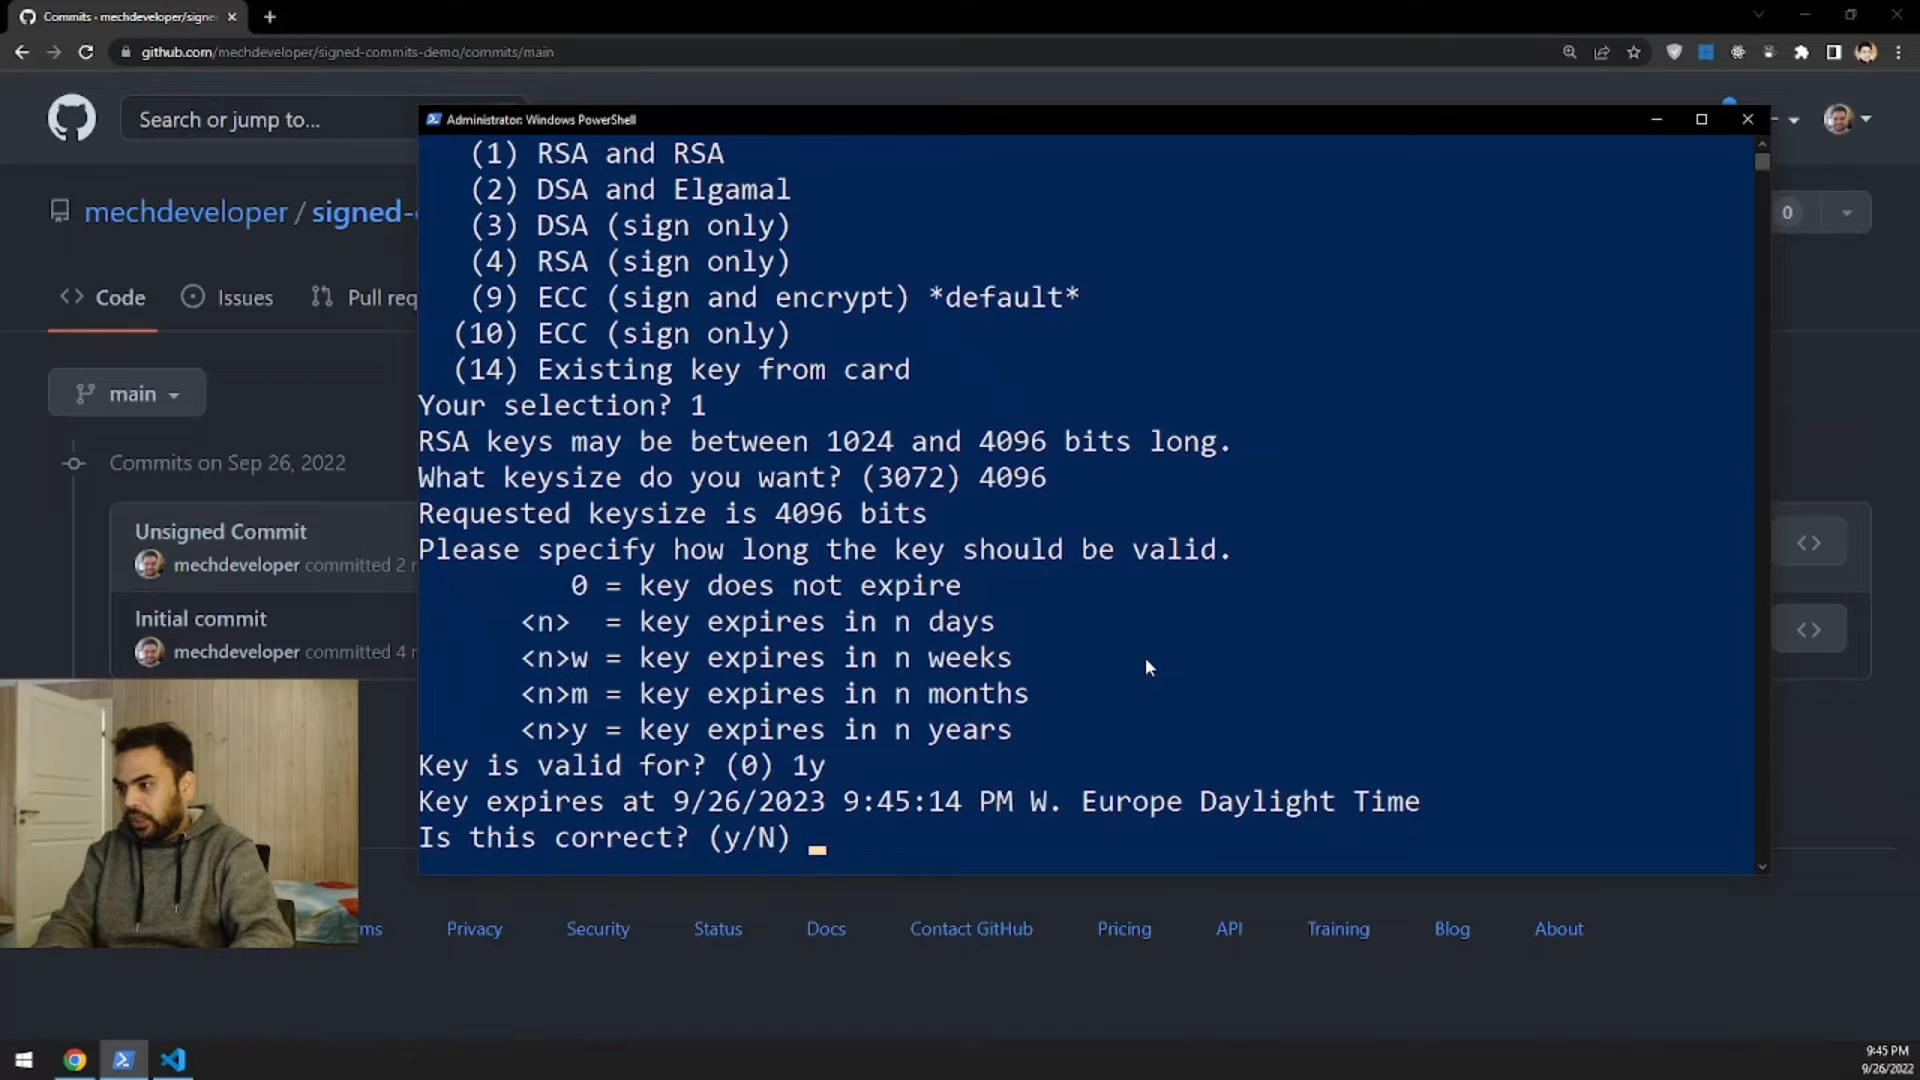 Commits · mechdeveloper/signe
github.com/mechdeveloper/signed-commits-demo/commits/main
Search or jump to...
Administrator: Windows PowerShell
mechdeveloper / signed-
0
Code
Issues
Pull req
main
Commits on Sep 26, 2022
Unsigned Commit
mechdeveloper committed 2
Initial commit
mechdeveloper committed 4
(1) RSA and RSA
(2) DSA and Elgamal
(3) DSA (sign only)
(4) RSA (sign only)
(9) ECC (sign and encrypt) *default*
(10) ECC (sign only)
(14) Existing key from card
Your selection? 1
RSA keys may be between 1024 and 4096 bits long.
What keysize do you want? (3072) 4096
Requested keysize is 4096 bits
Please specify how long the key should be valid.
0 = key does not expire
<n>  = key expires in n days
<n>w = key expires in n weeks
<n>m = key expires in n months
<n>y = key expires in n years
Key is valid for? (0) 1y
Key expires at 9/26/2023 9:45:14 PM W. Europe Daylight Time
Is this correct? (y/N)
ms Privacy Security Status Docs Contact GitHub Pricing API Training Blog About
9:45 PM
9/26/2022